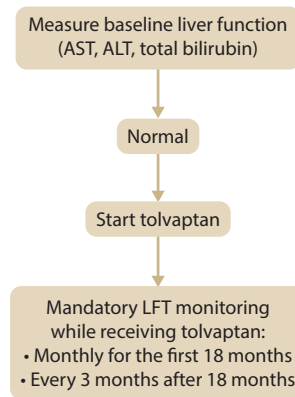 Measure baseline liver function
(AST, ALT, total bilirubin)
Normal
Start tolvaptan
Mandatory LFT monitoring
while receiving tolvaptan:
• Monthly for the first 18 months
• Every 3 months after 18 months